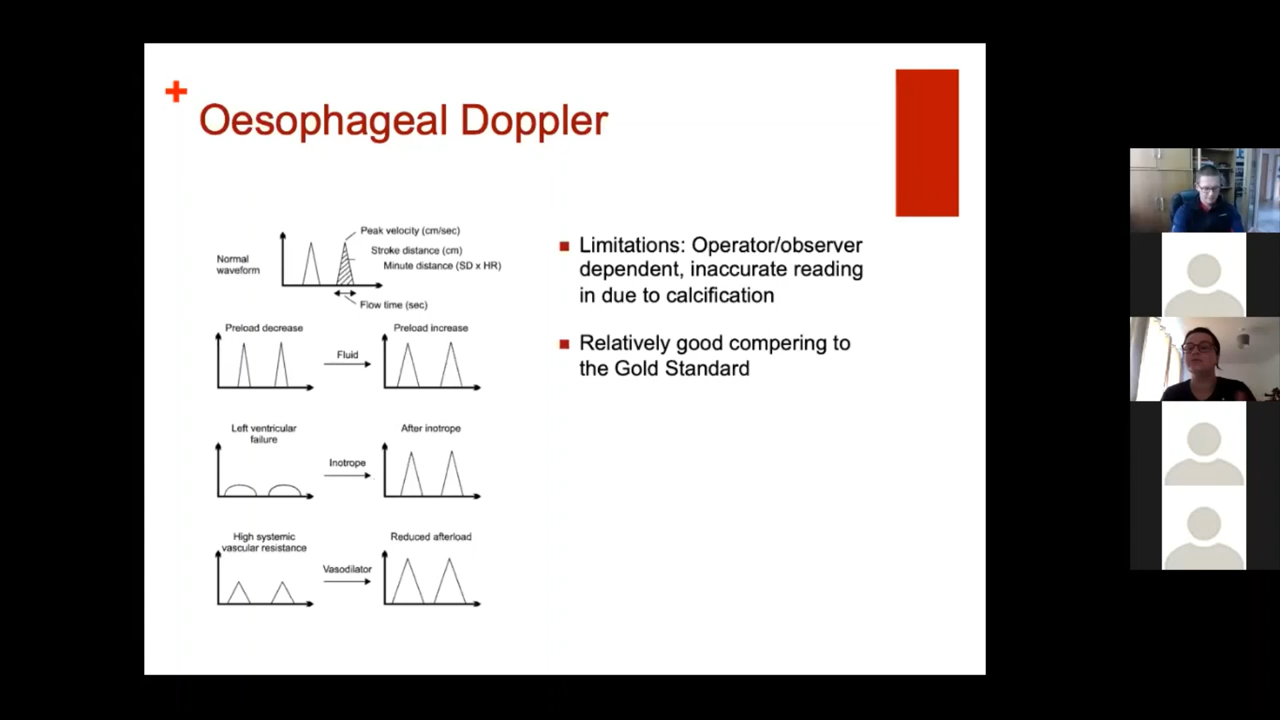 Oesophageal Doppler
Normal
waveform
Peak velocity (cm/sec)
Stroke distance (cm)
Minute distance (SD x HR)
Flow time (sec)
Preload decrease
Fluid
Preload increase
Left ventricular
failure
Inotrope
After inotrope
High systemic
vascular resistance
Vasodilator
Reduced afterload
Limitations: Operator/observer
dependent, inaccurate reading
in due to calcification
Relatively good compering to
the Gold Standard